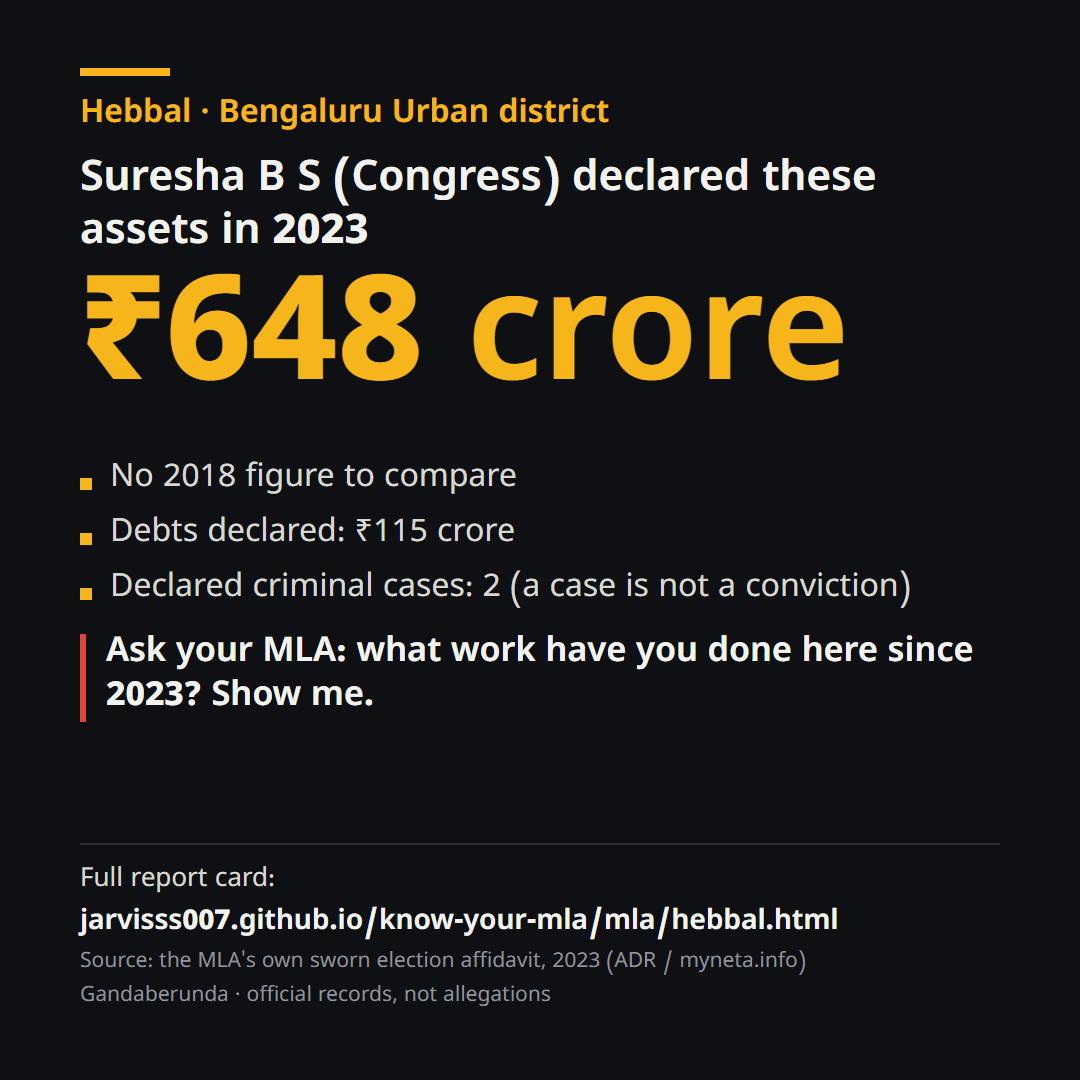 Hebbal · Bengaluru Urban district
Suresha B S (Congress) declared these
assets in 2023
₹648 crore
No 2018 figure to compare
Debts declared: ₹115 crore
Declared criminal cases: 2 (a case is not a conviction)
Ask your MLA: what work have you done here since
2023? Show me.
Full report card:
jarvisss007.github.io/know-your-mla/mla/hebbal.html
Source: the MLA's own sworn election affidavit, 2023 (ADR / myneta.info)
Gandaberunda · official records, not allegations